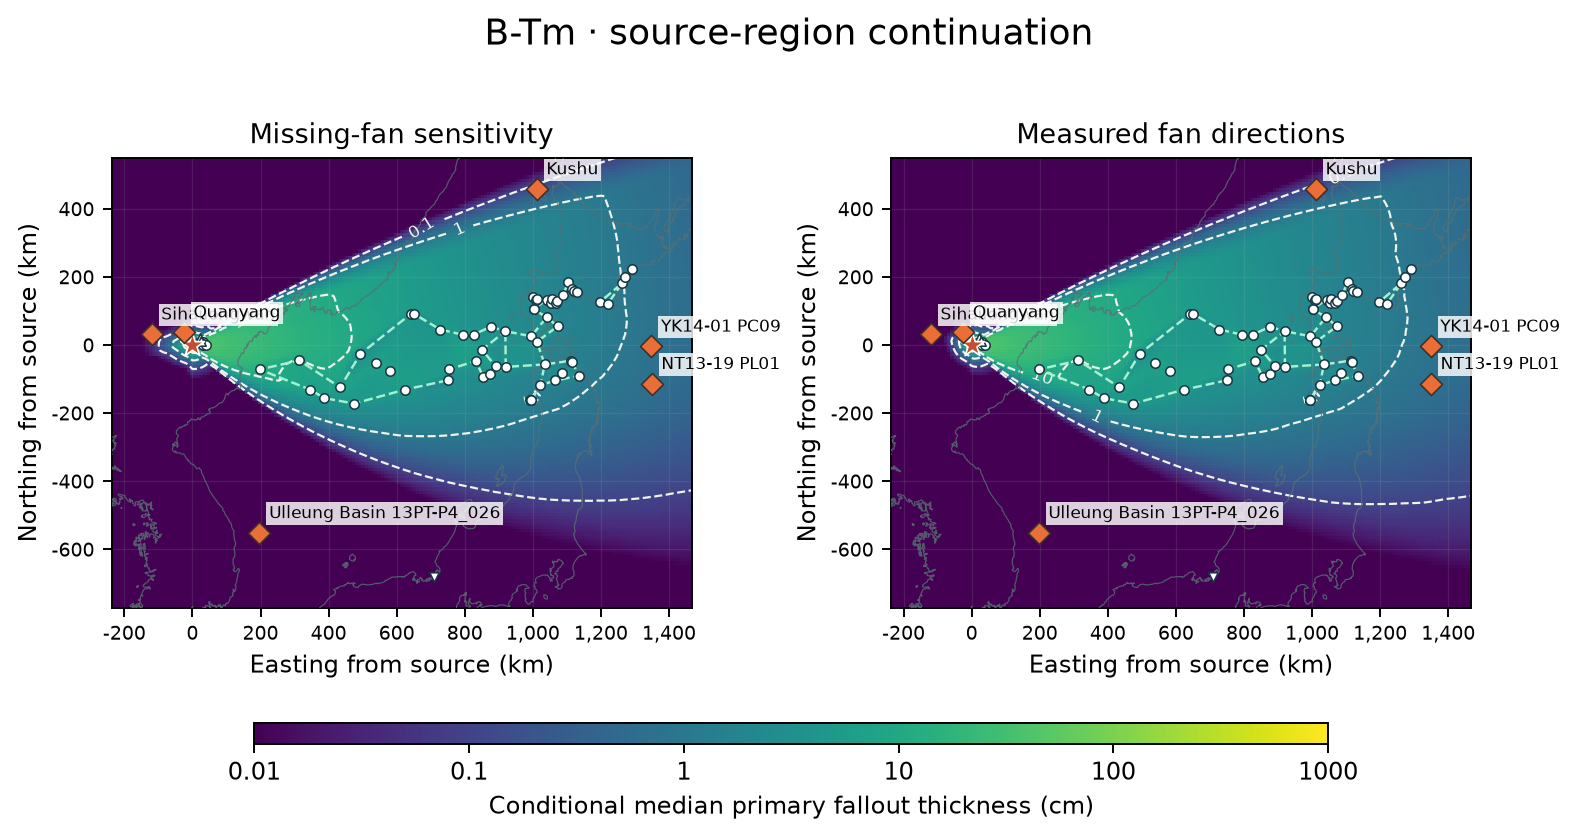 B-Tm · source-region continuation
Missing-fan sensitivity
Measured fan directions
Northing from source (km)
400
200
0
-200
-400
-600
-200
0
200
400
600
800
1,000
1,200
1,400
Easting from source (km)
Kushu
0.1
1
Siha
Quanyang
YK14-01 PC09
NT13-19 PL01
Ulleung Basin 13PT-P4_026
Northing from source (km)
400
200
0
-200
-400
-600
-200
0
200
400
600
800
1,000
1,200
1,400
Easting from source (km)
Kushu
Siha
Quanyang
YK14-01 PC09
NT13-19 PL01
1
Ulleung Basin 13PT-P4_026
0.01
0.1
1
10
100
1000
Conditional median primary fallout thickness (cm)